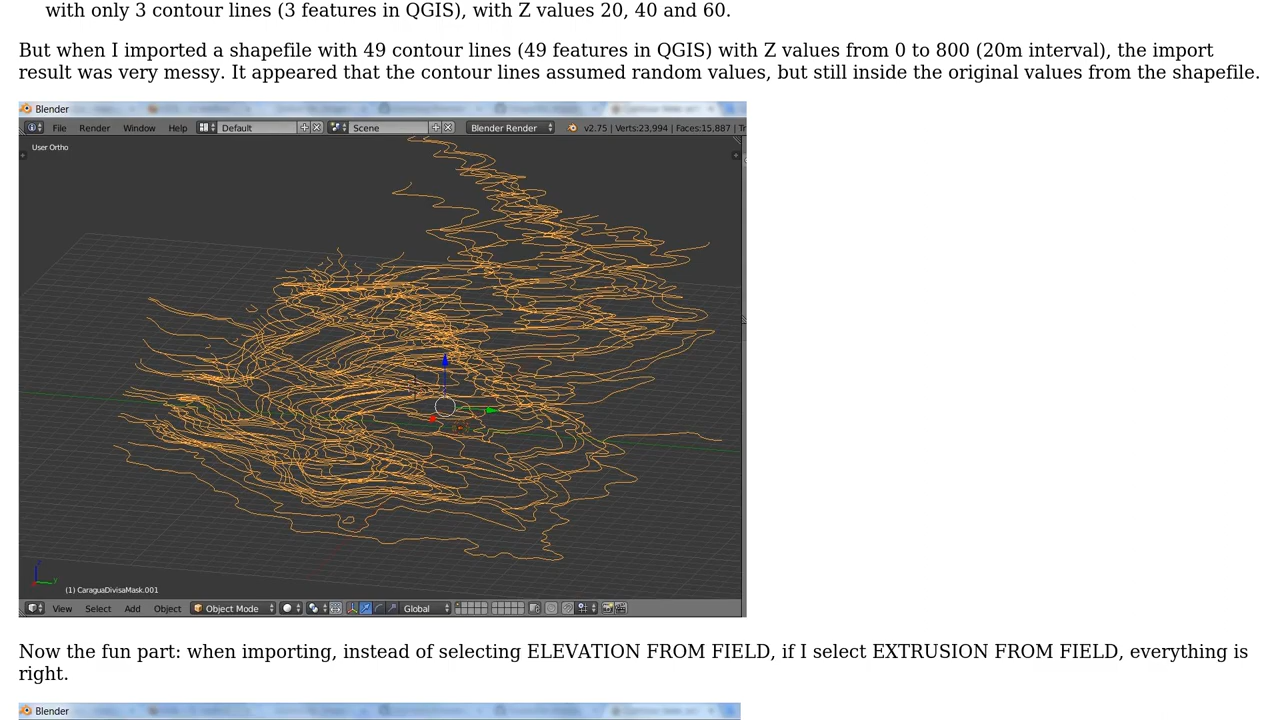 with only 3 contour lines (3 features in QGIS), with Z values 20, 40 and 60.
But when I imported a shapefile with 49 contour lines (49 features in QGIS) with Z values from 0 to 800 (20m interval), the import
result was very messy. It appeared that the contour lines assumed random values, but still inside the original values from the shapefile.
Blender
File Render Window Help Default Scene Blender Render v2.75 | Verts:23,994 | Faces:15,887 | Tr
User Ortho
(1) CaraguaDivisaMask.001
View Select Add Object Object Mode Global
Now the fun part: when importing, instead of selecting ELEVATION FROM FIELD, if I select EXTRUSION FROM FIELD, everything is
right.
Blender